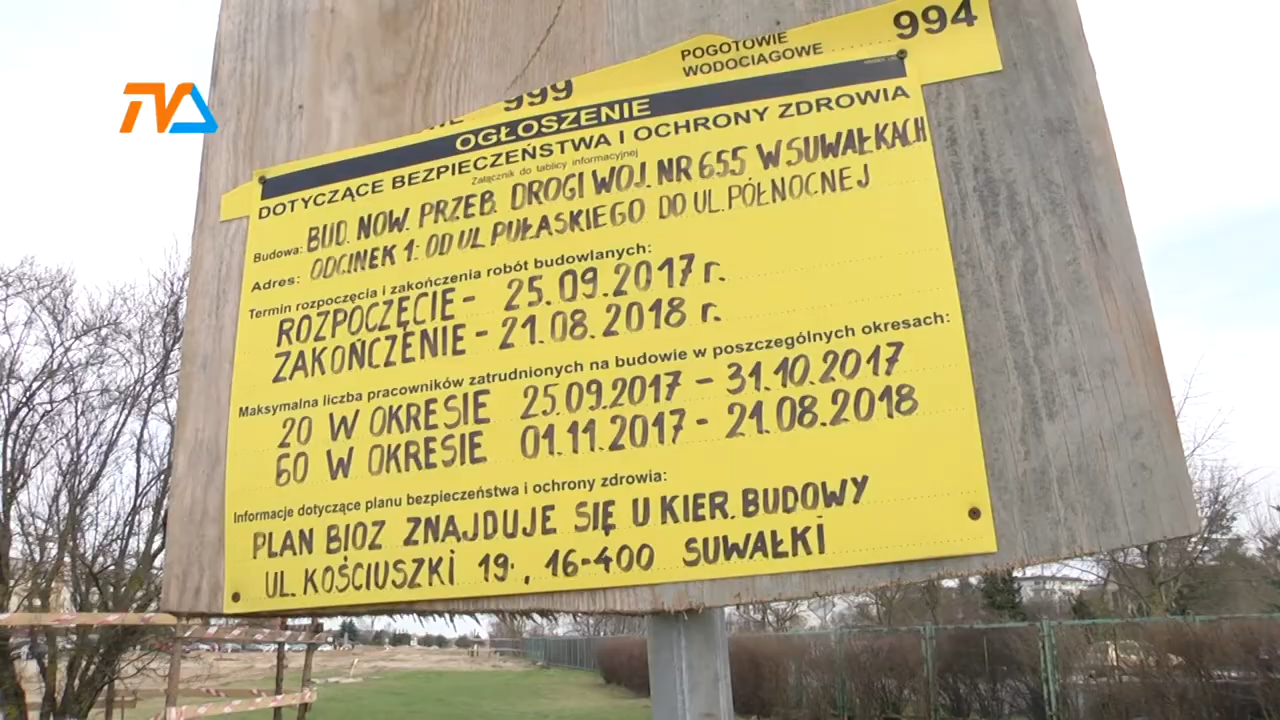 TVA
POGOTOWIE
WODOCIĄGOWE ........ 994
999
OGŁOSZENIE
DOTYCZĄCE BEZPIECZEŃSTWA I OCHRONY ZDROWIA
Załącznik do tablicy informacyjnej
Budowa: BUD. NOW. PRZEB. DROGI WOJ. NR 655 W SUWAŁKACH
Adres: ODCINEK 1: OD UL PUŁASKIEGO DO UL. PÓŁNOCNEJ
Termin rozpoczęcia i zakończenia robót budowlanych:
ROZPOCZĘCIE - 25.09.2017 r.
ZAKOŃCZENIE - 21.08.2018 r.
Maksymalna liczba pracowników zatrudnionych na budowie w poszczególnych okresach:
20 W OKRESIE 25.09.2017 - 31.10.2017
60 W OKRESIE 01.11.2017 - 21.08.2018
Informacje dotyczące planu bezpieczeństwa i ochrony zdrowia:
PLAN BIOZ ZNAJDUJE SIĘ U KIER. BUDOWY
UL. KOŚCIUSZKI 19., 16-400 SUWAŁKI